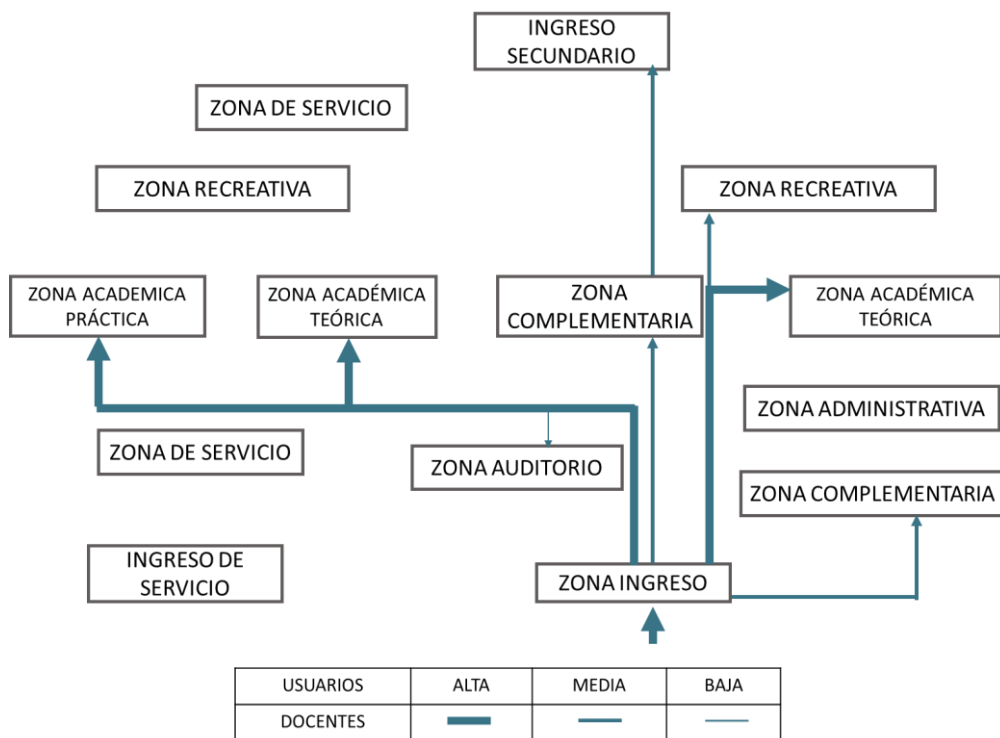 INGRESO
SECUNDARIO
ZONA DE SERVICIO
ZONA RECREATIVA
ZONA RECREATIVA
ZONA ACADEMICA
PRÁCTICA
ZONA ACADÉMICA
TEÓRICA
ZONA
COMPLEMENTARIA
ZONA ACADÉMICA
TEÓRICA
ZONA ADMINISTRATIVA
ZONA DE SERVICIO
ZONA AUDITORIO
ZONA COMPLEMENTARIA
INGRESO DE
SERVICIO
ZONA INGRESO
USUARIOS ALTA MEDIA BAJA
DOCENTES